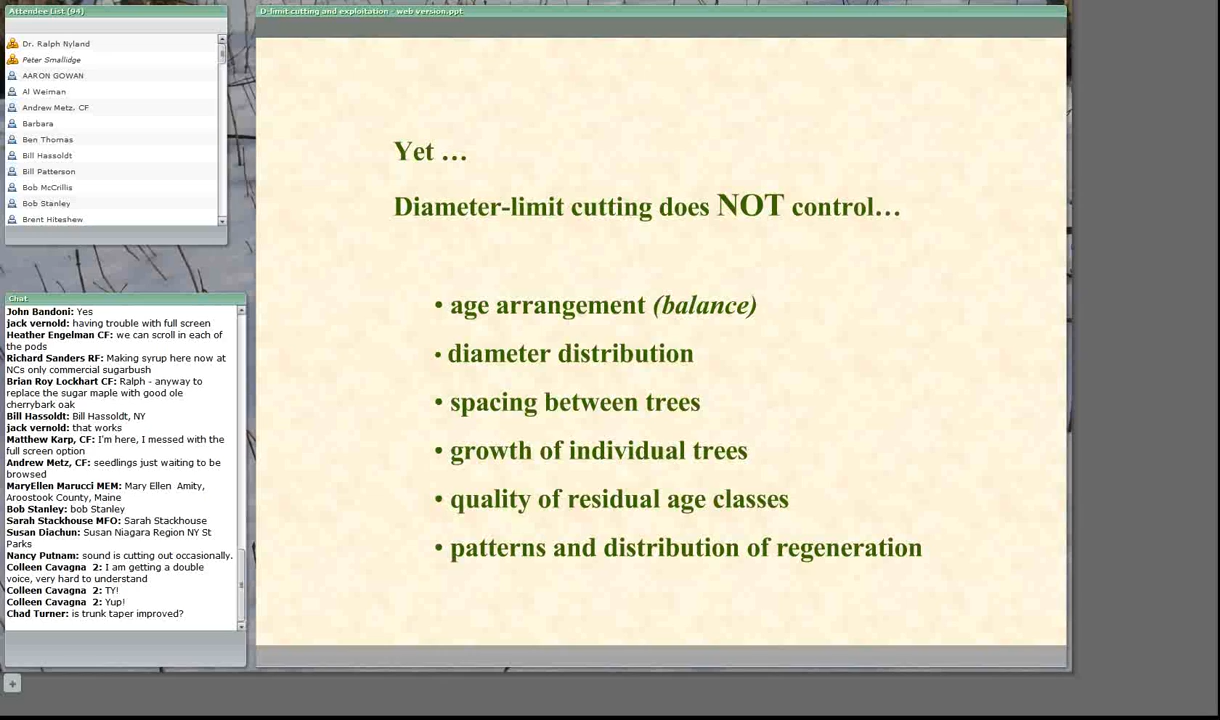 Attendee List (94)
Dr. Ralph Nyland
Peter Smallidge
AARON GOWAN
Al Weiman
Andrew Metz, CF
Barbara
Ben Thomas
Bill Hassoldt
Bill Patterson
Bob McCrillis
Bob Stanley
Brent Hiteshew
Chat
John Bandoni: Yes
jack vernold: having trouble with full screen
Heather Engelman CF: we can scroll in each of
the pods
Richard Sanders RF: Making syrup here now at
NCs only commercial sugarbush
Brian Roy Lockhart CF: Ralph - anyway to
replace the sugar maple with good ole
cherrybark oak
Bill Hassoldt: Bill Hassoldt, NY
jack vernold: that works
Matthew Karp, CF: I'm here, I messed with the
full screen option
Andrew Metz, CF: seedlings just waiting to be
browsed
MaryEllen Marucci MEM: Mary Ellen Amity,
Aroostook County, Maine
Bob Stanley: bob Stanley
Sarah Stackhouse MFO: Sarah Stackhouse
Susan Diachun: Susan Niagara Region NY St
Parks
Nancy Putnam: sound is cutting out occasionally.
Colleen Cavagna 2: I am getting a double
voice, very hard to understand
Colleen Cavagna 2: TY!
Colleen Cavagna 2: Yup!
Chad Turner: is trunk taper improved?
D-limit cutting and exploitation - web version.ppt
Yet …
Diameter-limit cutting does NOT control…
• age arrangement (balance)
• diameter distribution
• spacing between trees
• growth of individual trees
• quality of residual age classes
• patterns and distribution of regeneration